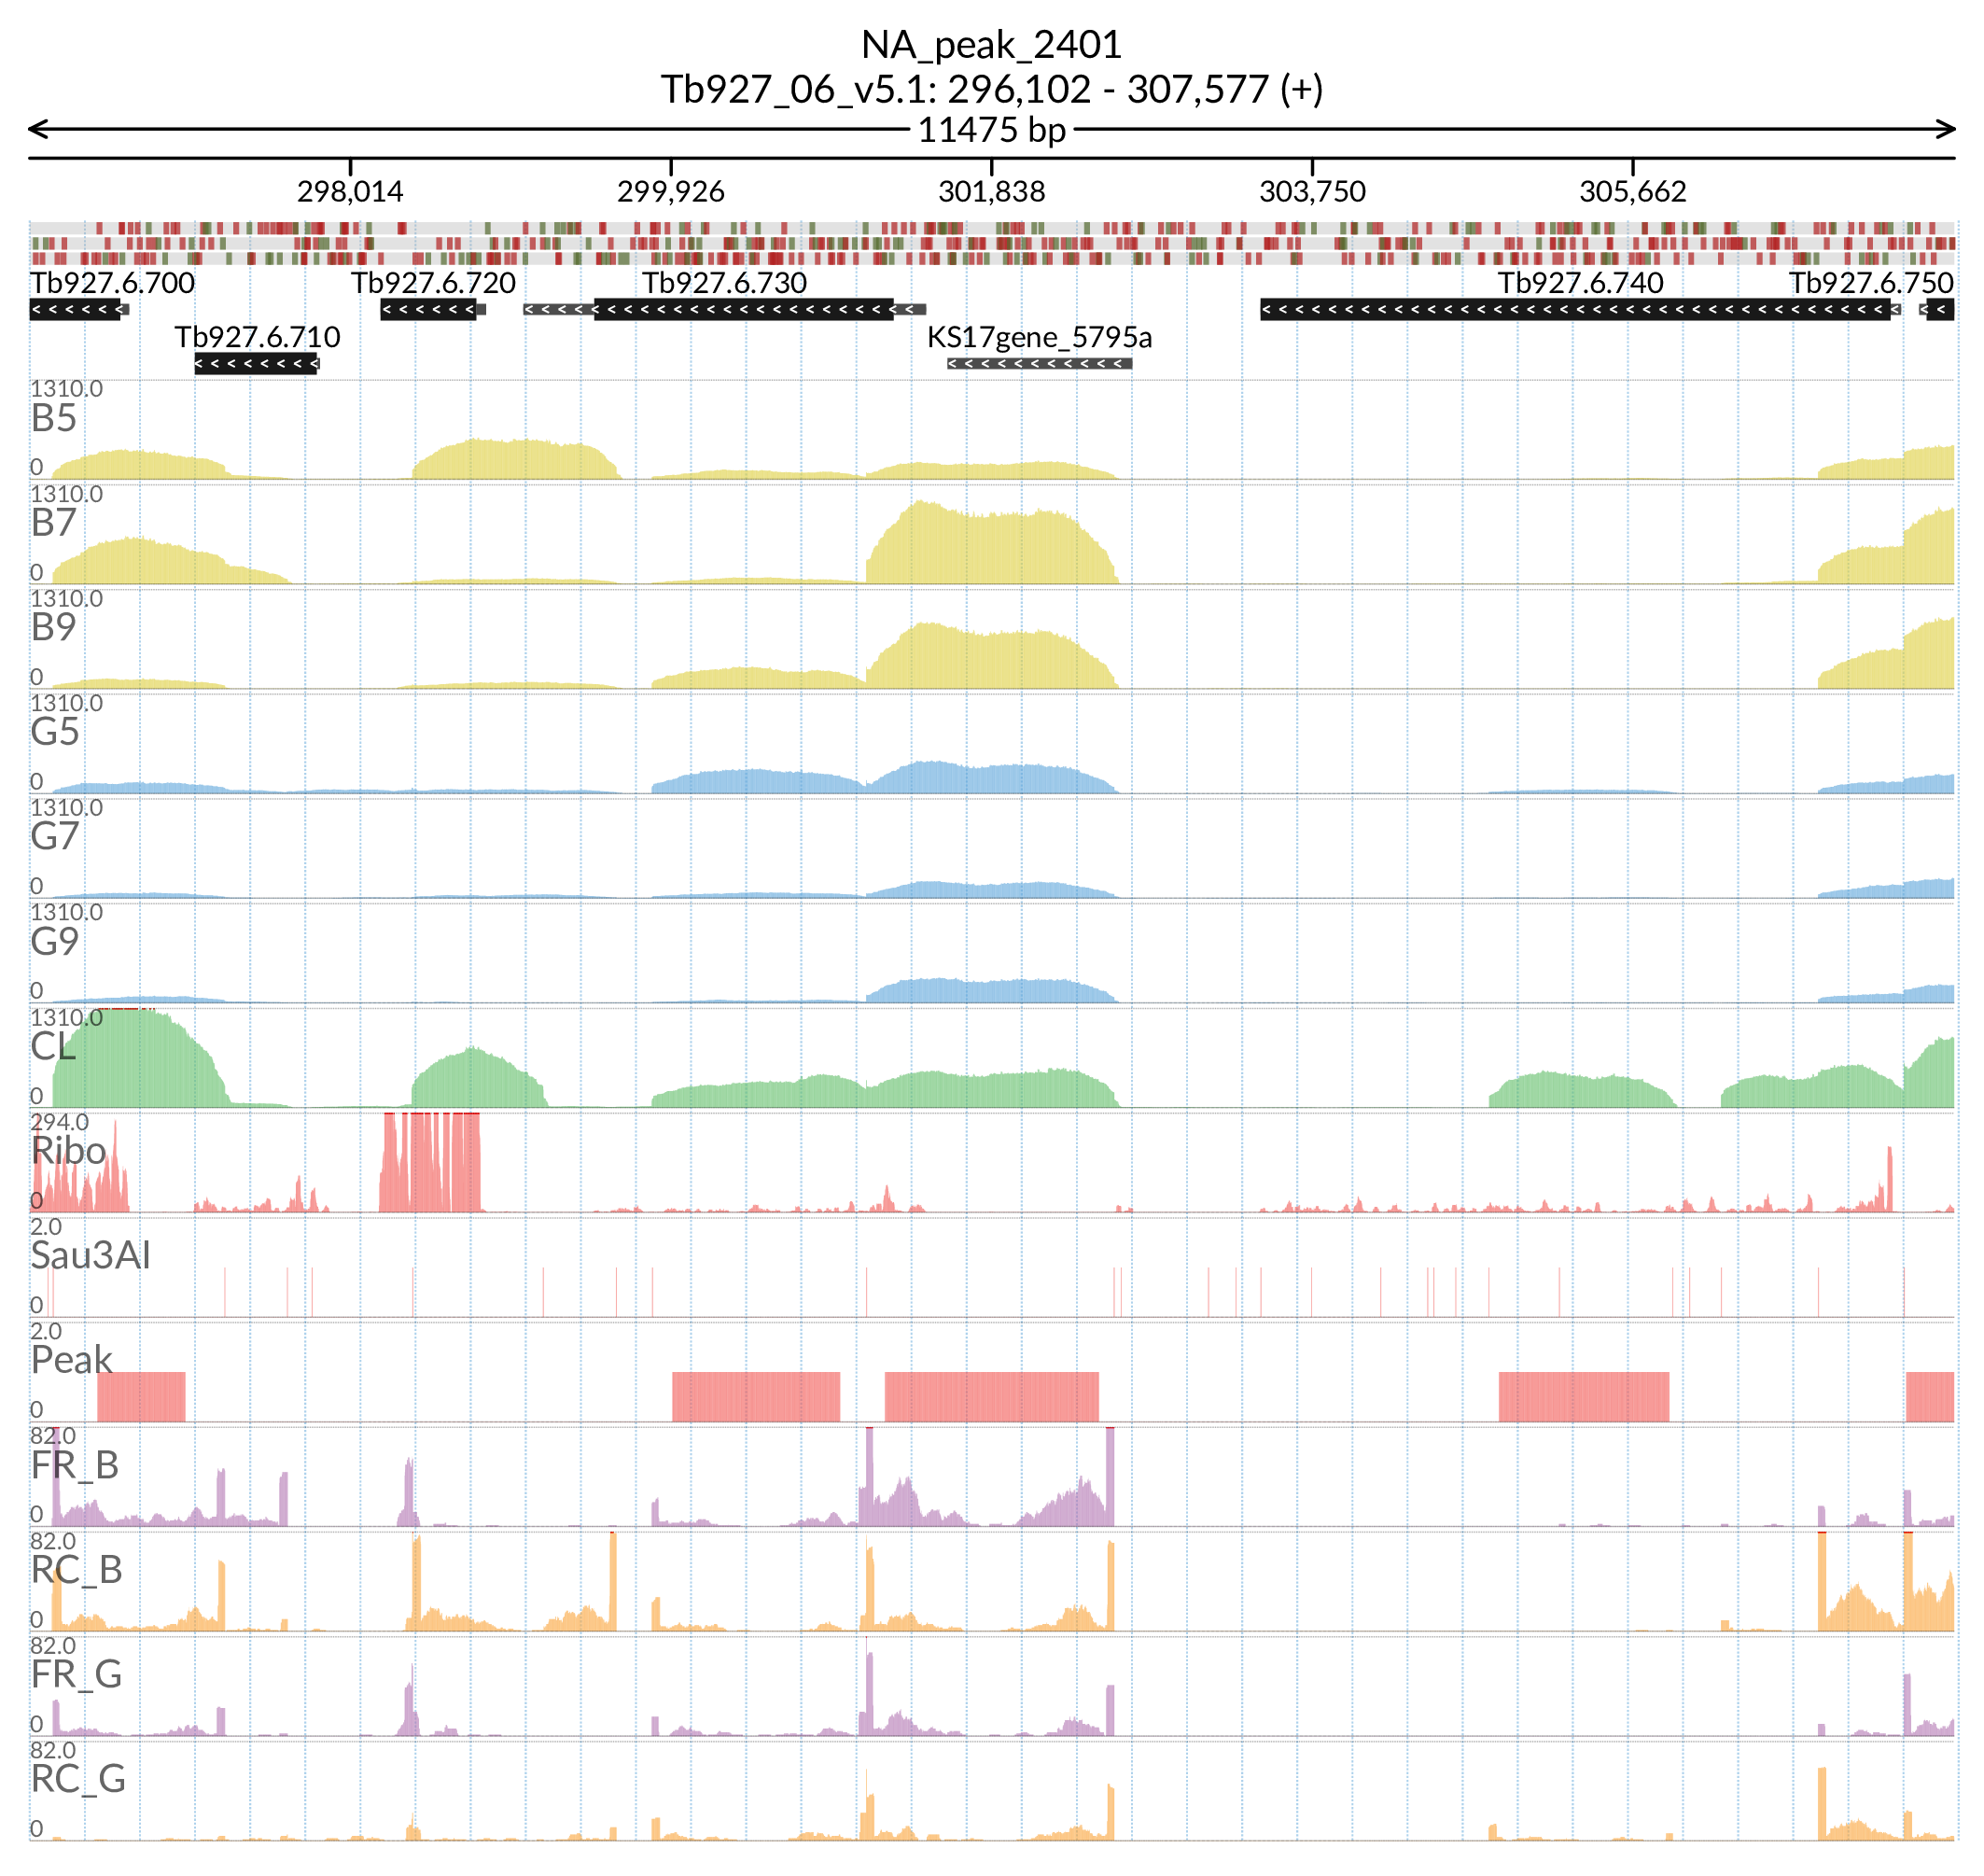 NA_peak_2401
Tb927_06_v5.1: 296,102 - 307,577 (+)
11475 bp
298,014 299,926 301,838 303,750 305,662
Tb927.6.700 Tb927.6.720 Tb927.6.730 Tb927.6.740 Tb927.6.750
Tb927.6.710 KS17gene_5795a
1310.0
B5
0
1310.0
B7
0
1310.0
B9
0
1310.0
G5
0
1310.0
G7
0
1310.0
G9
0
1310.0
CL
0
294.0
Ribo
0
2.0
Sau3AI
0
2.0
Peak
0
82.0
FR_B
0
82.0
RC_B
0
82.0
FR_G
0
82.0
RC_G
0